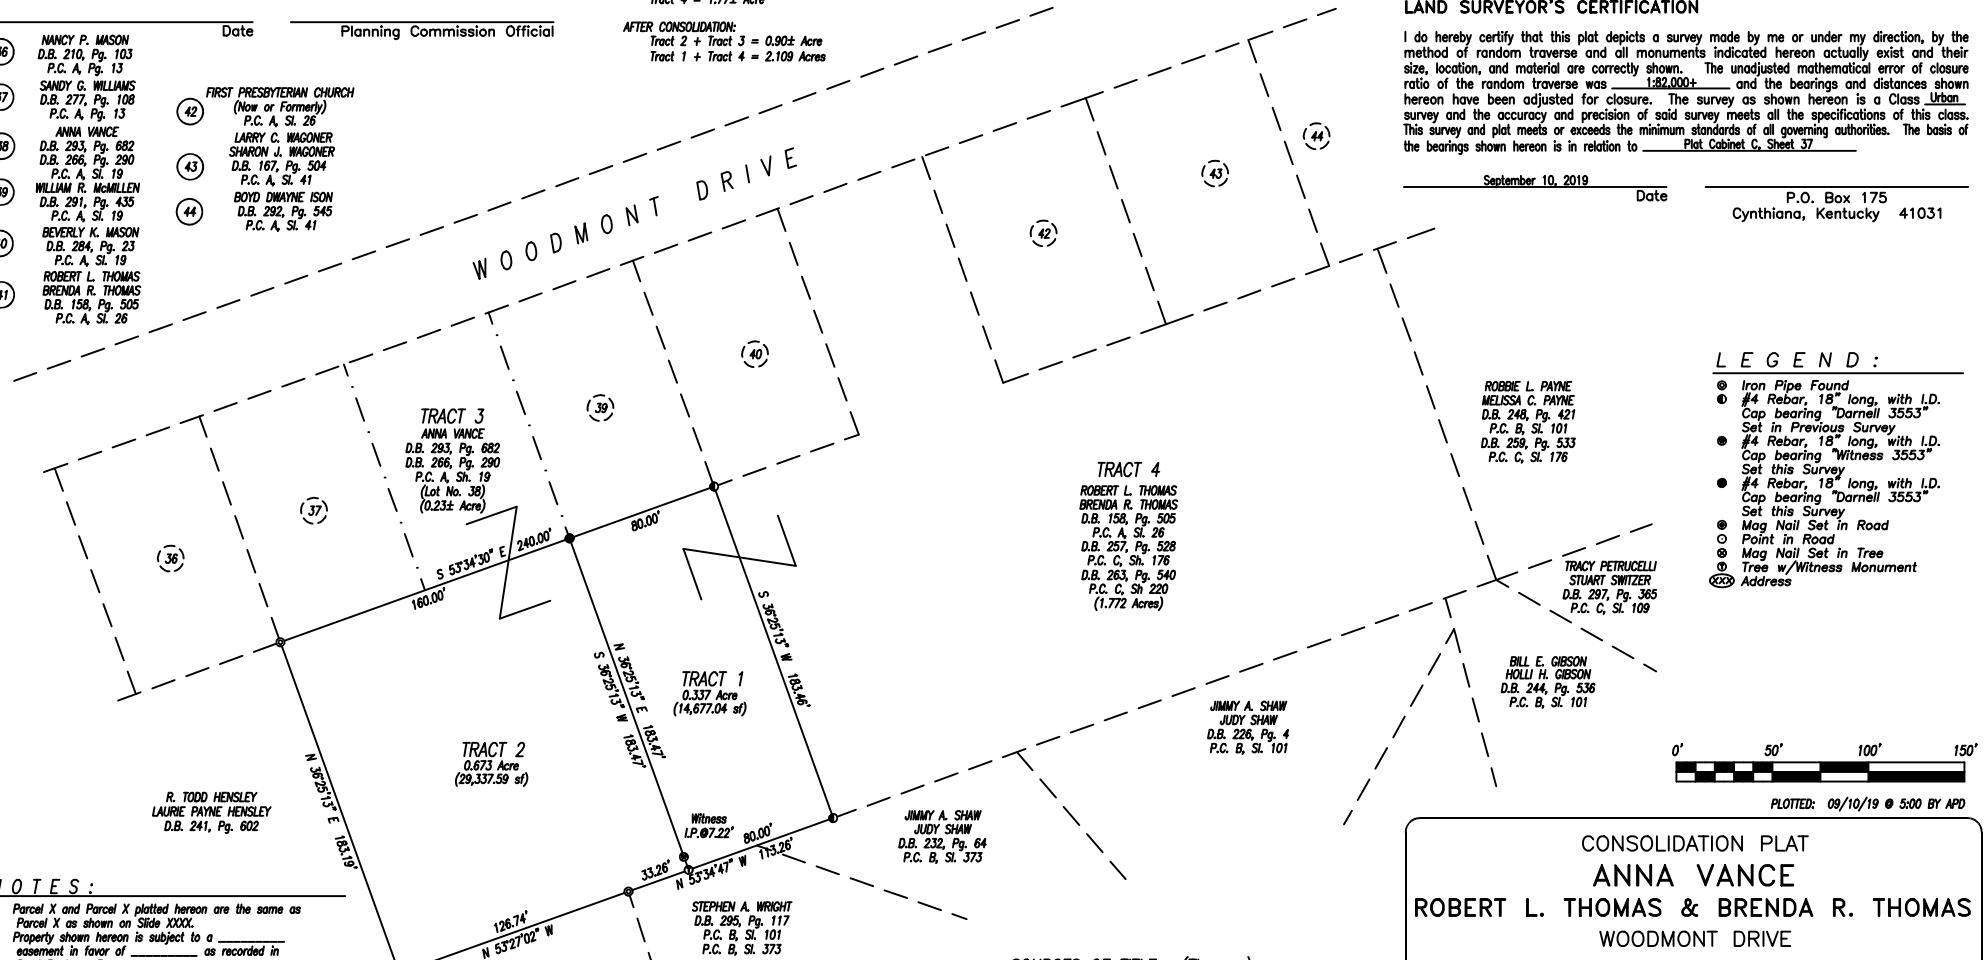 Date
Planning Commission Official
NANCY P. MASON
D.B. 210, Pg. 103
P.C. A, Pg. 13
SANDY G. WILLIAMS
D.B. 277, Pg. 108
P.C. A, Pg. 13
ANNA VANCE
D.B. 293, Pg. 682
D.B. 266, Pg. 290
P.C. A, Sl. 19
WILLIAM R. McMILLEN
D.B. 291, Pg. 435
P.C. A, Sl. 19
BEVERLY K. MASON
D.B. 284, Pg. 23
P.C. A, Sl. 19
ROBERT L. THOMAS
BRENDA R. THOMAS
D.B. 158, Pg. 505
P.C. A, Sl. 26
42
FIRST PRESBYTERIAN CHURCH
(Now or Formerly)
P.C. A, Sl. 26
43
LARRY C. WAGONER
SHARON J. WAGONER
D.B. 167, Pg. 504
P.C. A, Sl. 41
44
BOYD DWAYNE ISON
D.B. 292, Pg. 545
P.C. A, Sl. 41
Tract 4 = 1.77± Acre
AFTER CONSOLIDATION:
Tract 2 + Tract 3 = 0.90± Acre
Tract 1 + Tract 4 = 2.109 Acres
LAND SURVEYOR'S CERTIFICATION
I do hereby certify that this plat depicts a survey made by me or under my direction, by the
method of random traverse and all monuments indicated hereon actually exist and their
size, location, and material are correctly shown. The unadjusted mathematical error of closure
ratio of the random traverse was 1:82,000+ and the bearings and distances shown
hereon have been adjusted for closure. The survey as shown hereon is a Class Urban
survey and the accuracy and precision of said survey meets all the specifications of this class.
This survey and plat meets or exceeds the minimum standards of all governing authorities. The basis of
the bearings shown hereon is in relation to Plat Cabinet C, Sheet 37
September 10, 2019
Date
P.O. Box 175
Cynthiana, Kentucky 41031
WOODMONT DRIVE
44
43
42
40
39
37
36
TRACT 3
ANNA VANCE
D.B. 293, Pg. 682
D.B. 266, Pg. 290
P.C. A, Sh. 19
(Lot No. 38)
(0.23± Acre)
TRACT 4
ROBERT L. THOMAS
BRENDA R. THOMAS
D.B. 158, Pg. 505
P.C. A, Sl. 26
D.B. 257, Pg. 528
P.C. C, Sh. 176
D.B. 263, Pg. 540
P.C. C, Sh 220
(1.772 Acres)
ROBBIE L. PAYNE
MELISSA C. PAYNE
D.B. 248, Pg. 421
P.C. B, Sl. 101
D.B. 259, Pg. 533
P.C. C, Sl. 176
LEGEND:
Iron Pipe Found
#4 Rebar, 18" long, with I.D.
Cap bearing "Darnell 3553"
Set in Previous Survey
#4 Rebar, 18" long, with I.D.
Cap bearing "Witness 3553"
Set this Survey
#4 Rebar, 18" long, with I.D.
Cap bearing "Darnell 3553"
Set this Survey
Mag Nail Set in Road
Point in Road
Mag Nail Set in Tree
Tree w/Witness Monument
XXX Address
S 53°34'30" E 240.00'
80.00'
160.00'
S 36°25'13" W 183.46'
N 36°25'13" E 183.47'
S 36°25'13" W 183.47'
N 36°25'13" E 183.19'
TRACT 1
0.337 Acre
(14,677.04 sf)
TRACT 2
0.673 Acre
(29,337.59 sf)
TRACY PETRUCELLI
STUART SWITZER
D.B. 297, Pg. 365
P.C. C, Sl. 109
BILL E. GIBSON
HOLLI H. GIBSON
D.B. 244, Pg. 536
P.C. B, Sl. 101
JIMMY A. SHAW
JUDY SHAW
D.B. 226, Pg. 4
P.C. B, Sl. 101
JIMMY A. SHAW
JUDY SHAW
D.B. 232, Pg. 64
P.C. B, Sl. 373
R. TODD HENSLEY
LAURIE PAYNE HENSLEY
D.B. 241, Pg. 602
Witness
I.P.@7.22'
80.00'
33.26'
N 53°34'47" W 113.26'
126.74'
N 53°27'02" W
STEPHEN A. WRIGHT
D.B. 295, Pg. 117
P.C. B, Sl. 101
P.C. B, Sl. 373
0' 50' 100' 150'
PLOTTED: 09/10/19 @ 5:00 BY APD
CONSOLIDATION PLAT
ANNA VANCE
ROBERT L. THOMAS & BRENDA R. THOMAS
WOODMONT DRIVE
OTES:
Parcel X and Parcel X platted hereon are the same as
Parcel X as shown on Slide XXXX.
Property shown hereon is subject to a
easement in favor of as recorded in